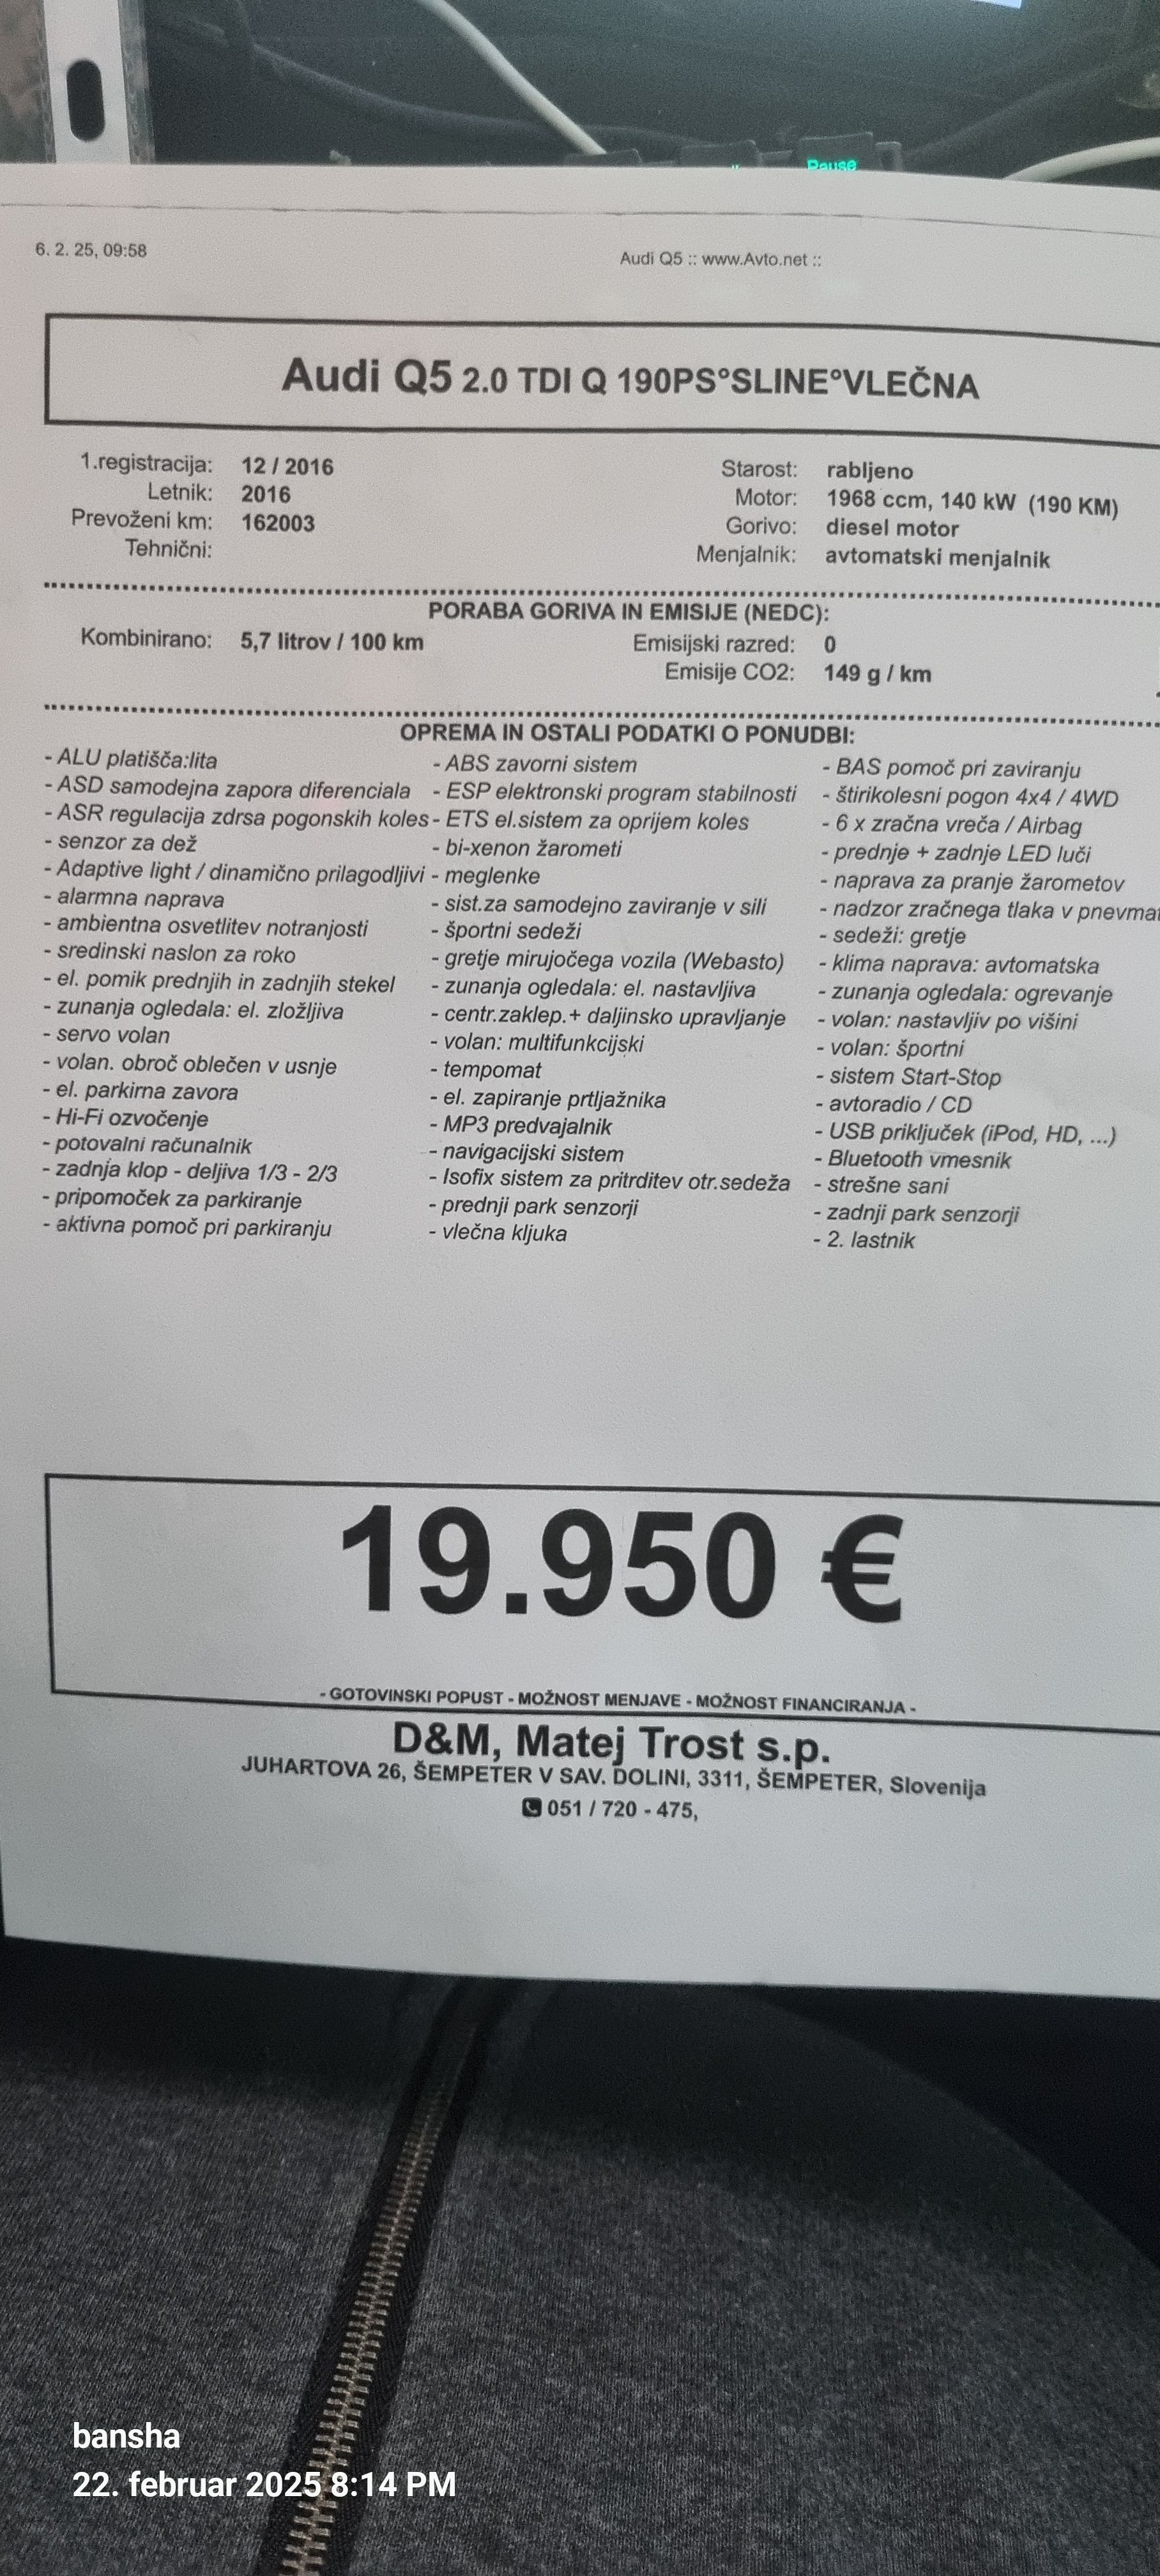 Pause
6. 2. 25, 09:58
Audi Q5 :: www.Avto.net ::
Audi Q5 2.0 TDI Q 190PS°SLINE°VLEČNA
1.registracija: 12 / 2016
Letnik: 2016
Prevoženi km: 162003
Tehnični:
Starost: rabljeno
Motor: 1968 ccm, 140 kW (190 KM)
Gorivo: diesel motor
Menjalnik: avtomatski menjalnik
PORABA GORIVA IN EMISIJE (NEDC):
Kombinirano: 5,7 litrov / 100 km
Emisijski razred: 0
Emisije CO2: 149 g / km
OPREMA IN OSTALI PODATKI O PONUDBI:
- ALU platišča:lita
- ASD samodejna zapora diferenciala
- ASR regulacija zdrsa pogonskih koles
- senzor za dež
- Adaptive light / dinamično prilagodljivi
- alarmna naprava
- ambientna osvetlitev notranjosti
- sredinski naslon za roko
- el. pomik prednjih in zadnjih stekel
- zunanja ogledala: el. zložljiva
- servo volan
- volan. obroč oblečen v usnje
- el. parkirna zavora
- Hi-Fi ozvočenje
- potovalni računalnik
- zadnja klop - deljiva 1/3 - 2/3
- pripomoček za parkiranje
- aktivna pomoč pri parkiranju
- ABS zavorni sistem
- ESP elektronski program stabilnosti
- ETS el.sistem za oprijem koles
- bi-xenon žarometi
- meglenke
- sist.za samodejno zaviranje v sili
- športni sedeži
- gretje mirujočega vozila (Webasto)
- zunanja ogledala: el. nastavljiva
- centr.zaklep.+ daljinsko upravljanje
- volan: multifunkcijski
- tempomat
- el. zapiranje prtljažnika
- MP3 predvajalnik
- navigacijski sistem
- Isofix sistem za pritrditev otr.sedeža
- prednji park senzorji
- vlečna kljuka
- BAS pomoč pri zaviranju
- štirikolesni pogon 4x4 / 4WD
- 6 x zračna vreča / Airbag
- prednje + zadnje LED luči
- naprava za pranje žarometov
- nadzor zračnega tlaka v pnevmat
- sedeži: gretje
- klima naprava: avtomatska
- zunanja ogledala: ogrevanje
- volan: nastavljiv po višini
- volan: športni
- sistem Start-Stop
- avtoradio / CD
- USB priključek (iPod, HD, ...)
- Bluetooth vmesnik
- strešne sani
- zadnji park senzorji
- 2. lastnik
19.950 €
- GOTOVINSKI POPUST - MOŽNOST MENJAVE - MOŽNOST FINANCIRANJA -
D&M, Matej Trost s.p.
JUHARTOVA 26, ŠEMPETER V SAV. DOLINI, 3311, ŠEMPETER, Slovenija
051 / 720 - 475,
bansha
22. februar 2025 8:14 PM